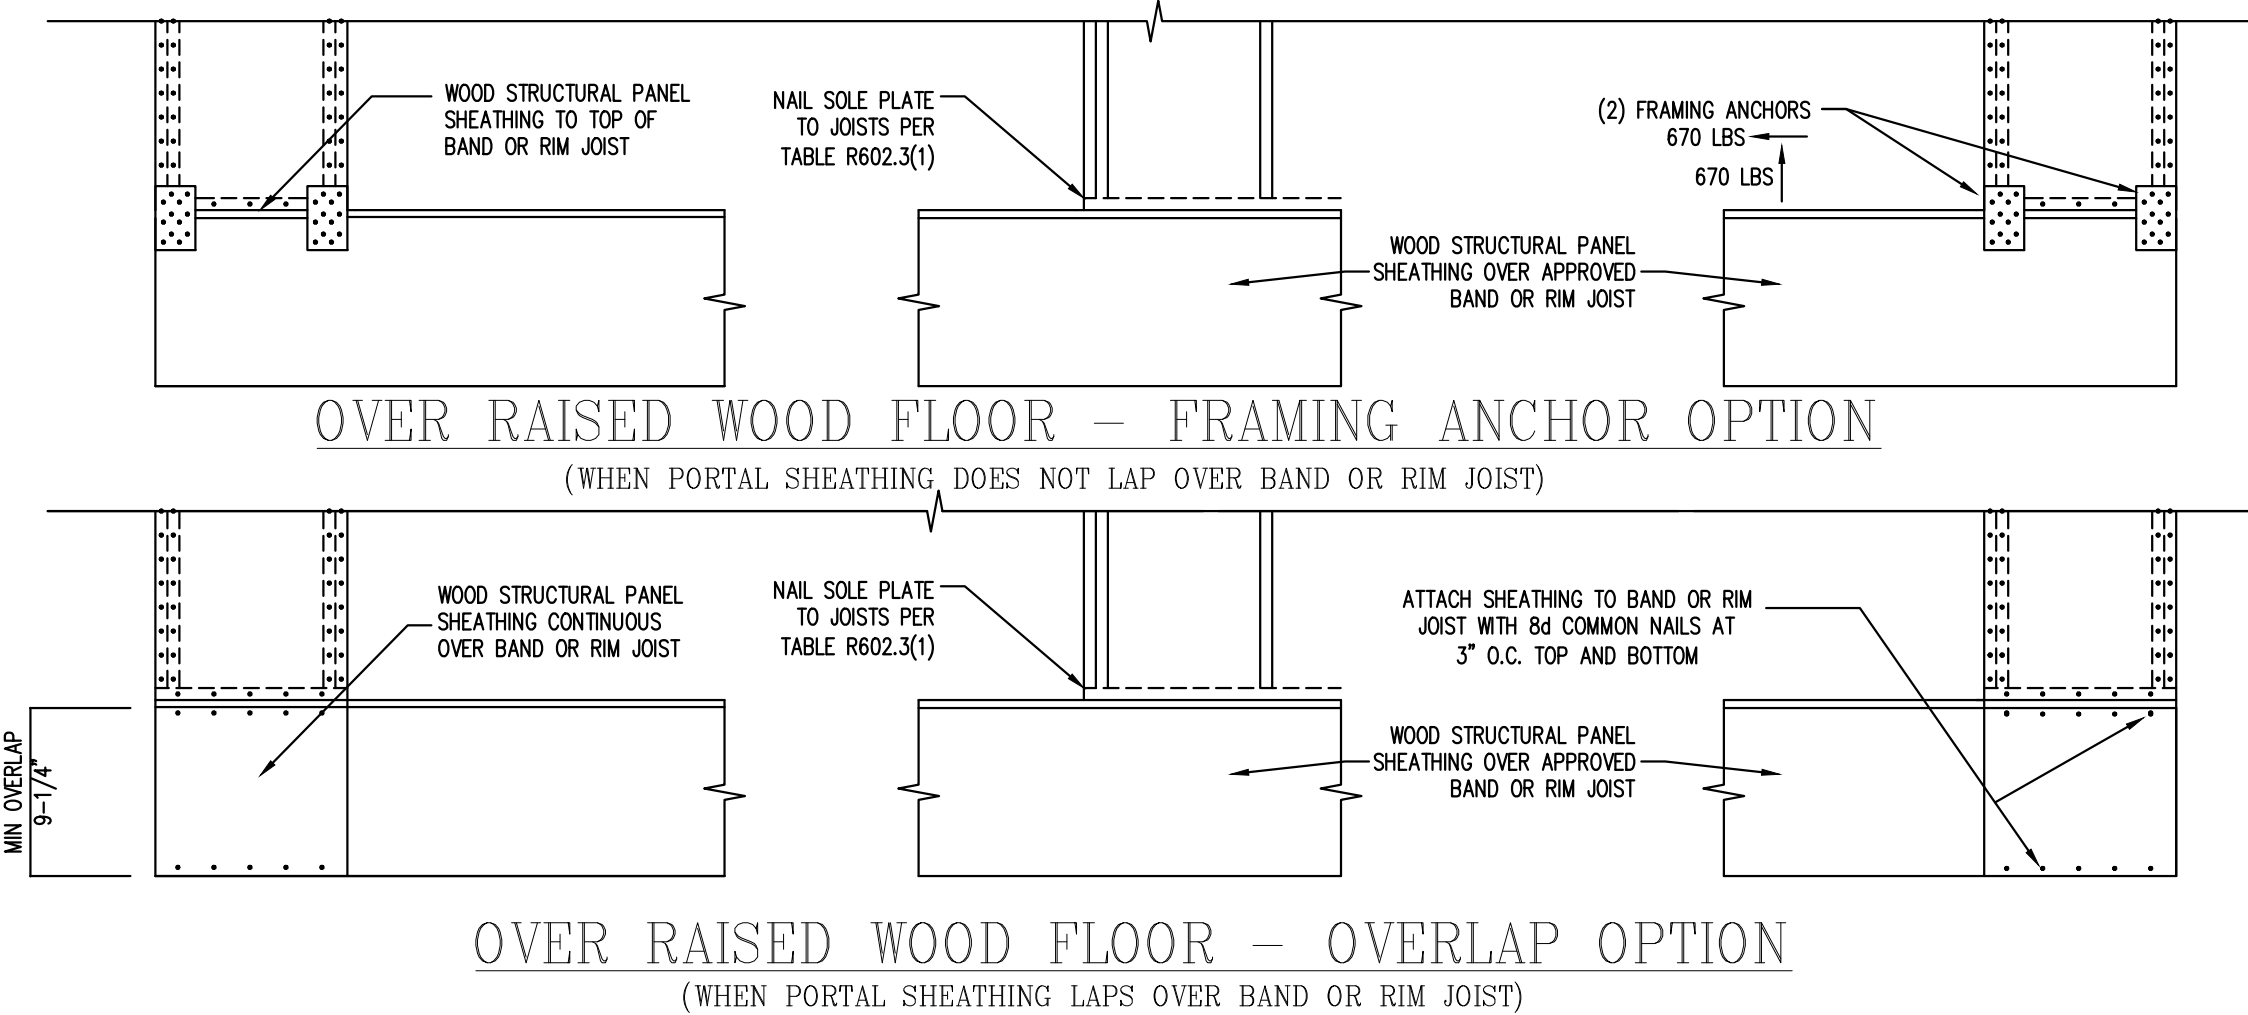 WOOD STRUCTURAL PANEL
SHEATHING TO TOP OF
BAND OR RIM JOIST
NAIL SOLE PLATE
TO JOISTS PER
TABLE R602.3(1)
(2) FRAMING ANCHORS
670 LBS
670 LBS
WOOD STRUCTURAL PANEL
SHEATHING OVER APPROVED
BAND OR RIM JOIST
OVER RAISED WOOD FLOOR – FRAMING ANCHOR OPTION
(WHEN PORTAL SHEATHING DOES NOT LAP OVER BAND OR RIM JOIST)
WOOD STRUCTURAL PANEL
SHEATHING CONTINUOUS
OVER BAND OR RIM JOIST
NAIL SOLE PLATE
TO JOISTS PER
TABLE R602.3(1)
ATTACH SHEATHING TO BAND OR RIM
JOIST WITH 8d COMMON NAILS AT
3" O.C. TOP AND BOTTOM
MIN OVERLAP
9-1/4"
WOOD STRUCTURAL PANEL
SHEATHING OVER APPROVED
BAND OR RIM JOIST
OVER RAISED WOOD FLOOR – OVERLAP OPTION
(WHEN PORTAL SHEATHING LAPS OVER BAND OR RIM JOIST)